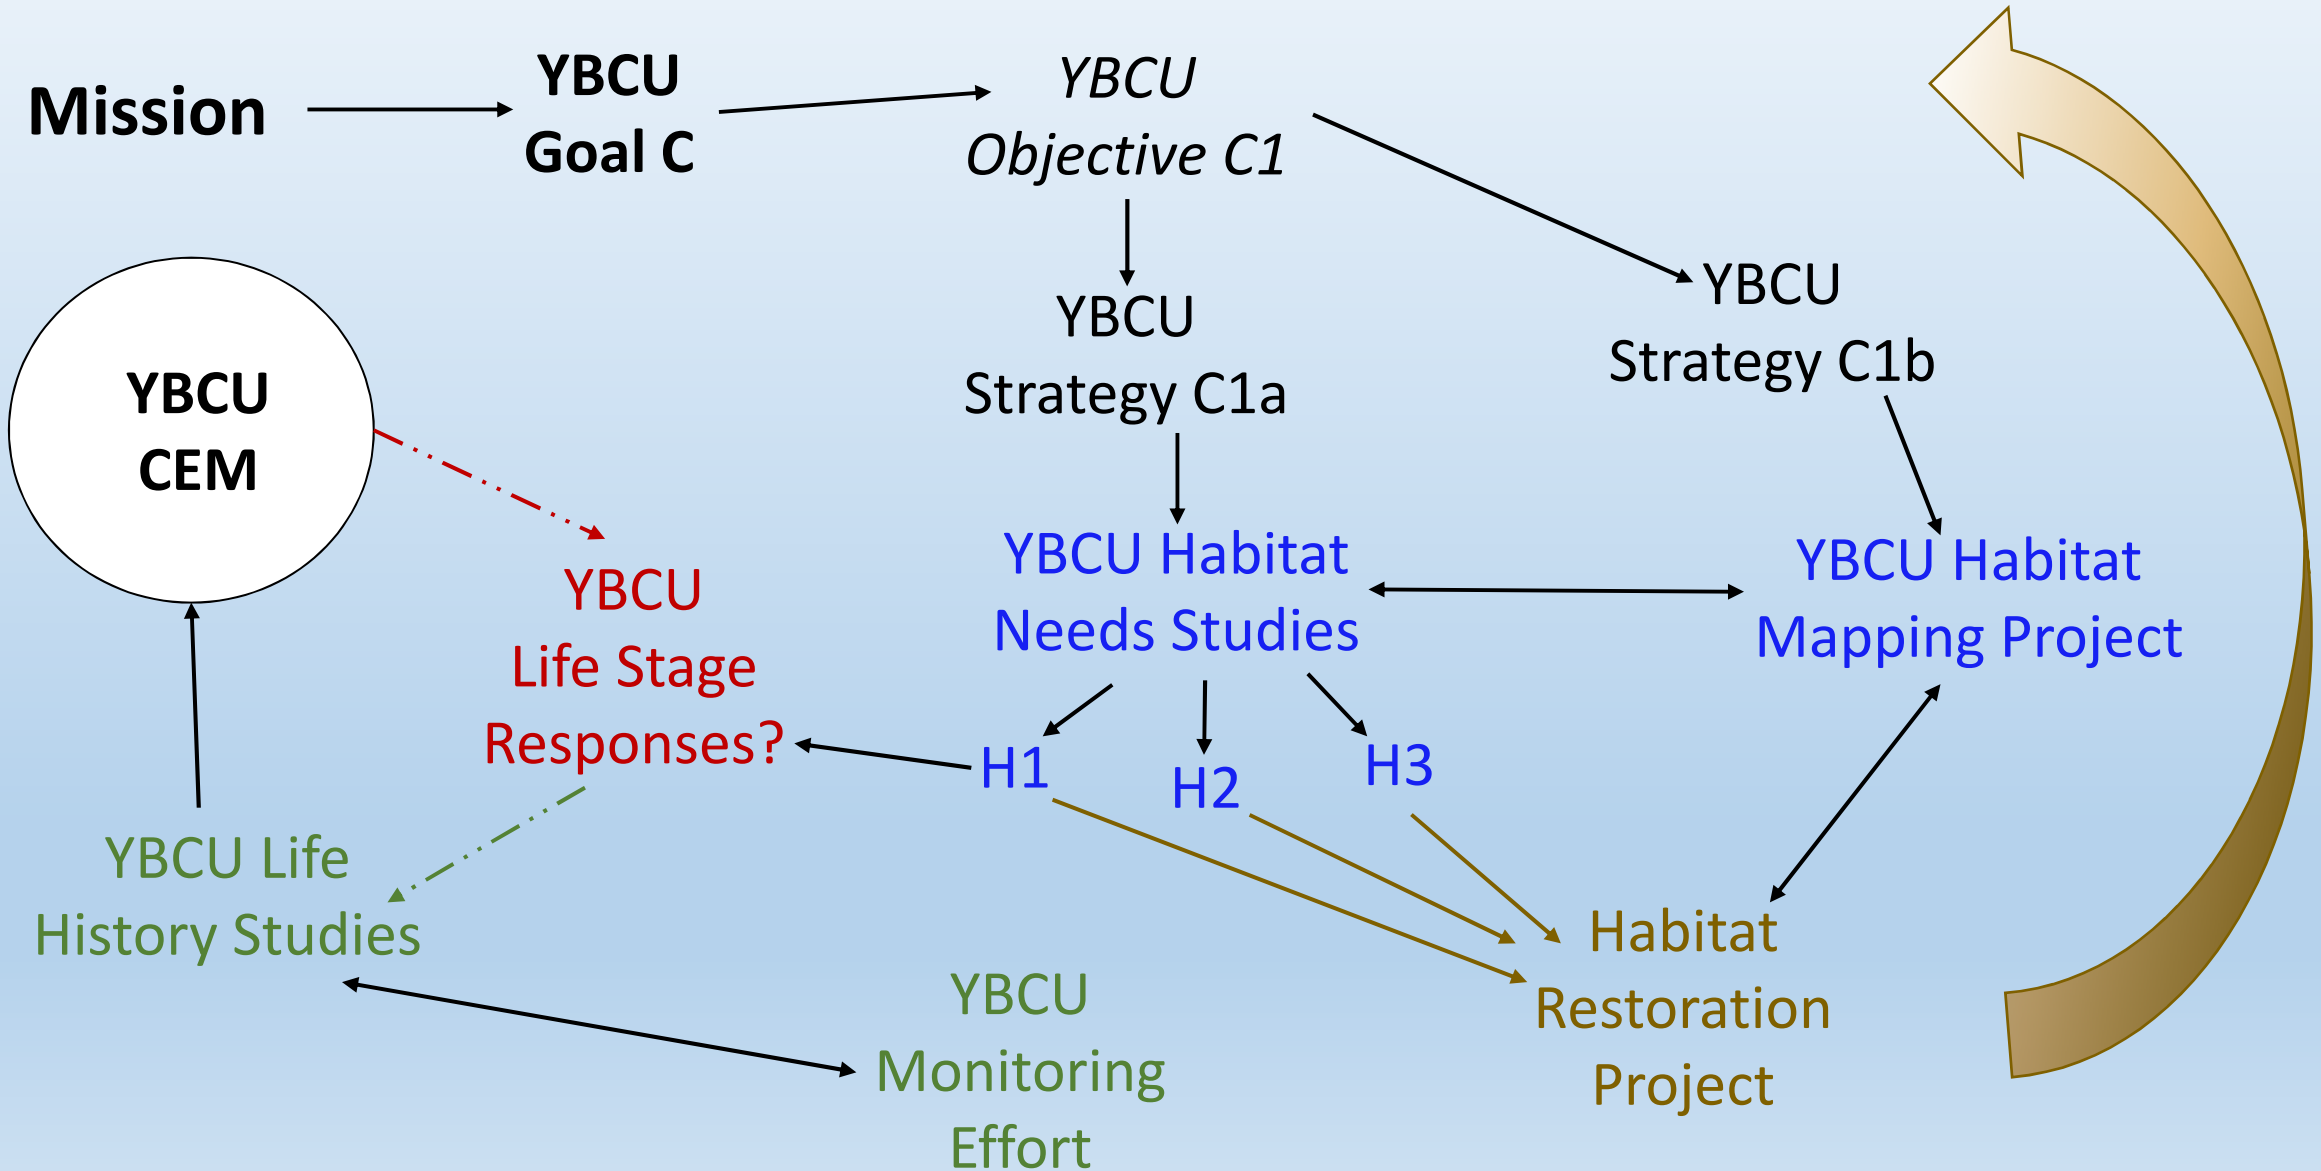 Mission
YBCU
Goal C
YBCU
Objective C1
YBCU
Strategy C1a
YBCU
Strategy C1b
YBCU
CEM
YBCU
Life Stage
Responses?
YBCU Habitat
Needs Studies
YBCU Habitat
Mapping Project
H1
H2
H3
YBCU Life
History Studies
YBCU
Monitoring
Effort
Habitat
Restoration
Project